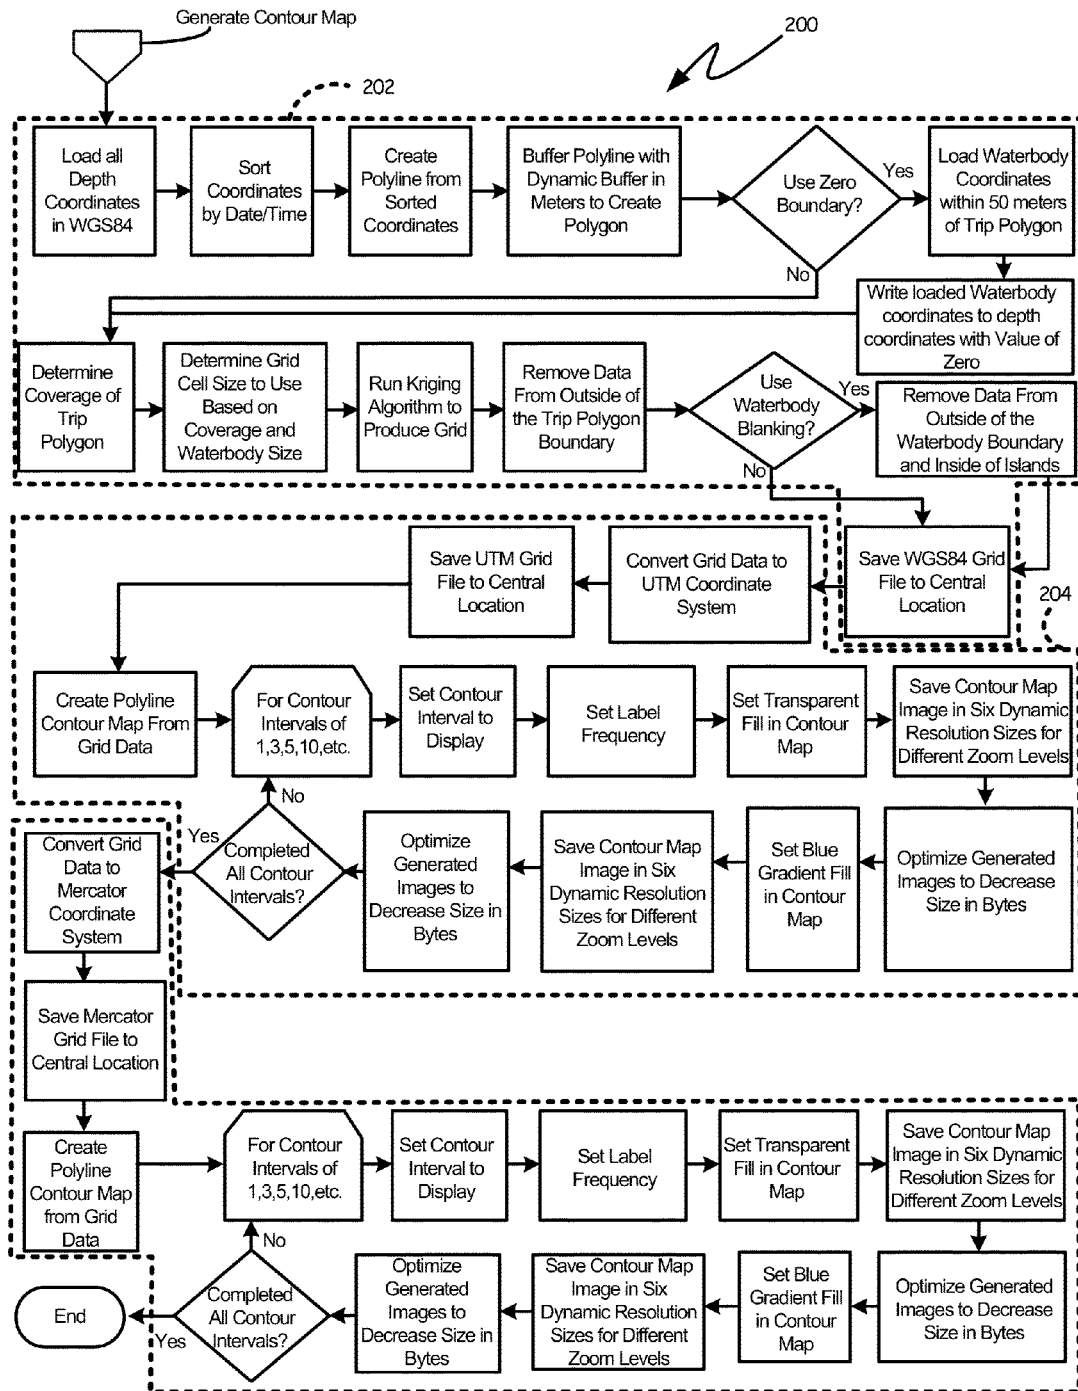 Generate Contour Map
200
202
Load all
Depth
Coordinates
in WGS84
Sort
Coordinates
by Date/Time
Create
Polyline from
Sorted
Coordinates
Buffer Polyline with
Dynamic Buffer in
Meters to Create
Polygon
Use Zero
Boundary?
Yes
No
Load Waterbody
Coordinates
within 50 meters
of Trip Polygon
Write loaded Waterbody
coordinates to depth
coordinates with Value of
Zero
Determine
Coverage of
Trip
Polygon
Determine Grid
Cell Size to Use
Based on
Coverage and
Waterbody Size
Run Kriging
Algorithm to
Produce Grid
Remove Data
From Outside of
the Trip Polygon
Boundary
Use
Waterbody
Blanking?
Yes
No
Remove Data From
Outside of the
Waterbody Boundary
and Inside of Islands
Save WGS84 Grid
File to Central
Location
204
Convert Grid Data to
UTM Coordinate
System
Save UTM Grid
File to Central
Location
Create Polyline
Contour Map From
Grid Data
For Contour
Intervals of
1,3,5,10,etc.
Set Contour
Interval to
Display
Set Label
Frequency
Set Transparent
Fill in Contour
Map
Save Contour Map
Image in Six Dynamic
Resolution Sizes for
Different Zoom Levels
Optimize Generated
Images to Decrease
Size in Bytes
Set Blue
Gradient Fill
in Contour
Map
Save Contour Map
Image in Six
Dynamic Resolution
Sizes for Different
Zoom Levels
Optimize
Generated
Images to
Decrease Size in
Bytes
Completed
All Contour
Intervals?
No
Yes
Convert Grid
Data to
Mercator
Coordinate
System
Save Mercator
Grid File to
Central Location
Create
Polyline
Contour Map
from Grid
Data
For Contour
Intervals of
1,3,5,10,etc.
Set Contour
Interval to
Display
Set Label
Frequency
Set Transparent
Fill in Contour
Map
Save Contour Map
Image in Six Dynamic
Resolution Sizes for
Different Zoom Levels
Optimize Generated
Images to Decrease
Size in Bytes
Set Blue
Gradient Fill
in Contour
Map
Save Contour Map
Image in Six
Dynamic Resolution
Sizes for Different
Zoom Levels
Optimize
Generated
Images to
Decrease Size in
Bytes
Completed
All Contour
Intervals?
No
Yes
End